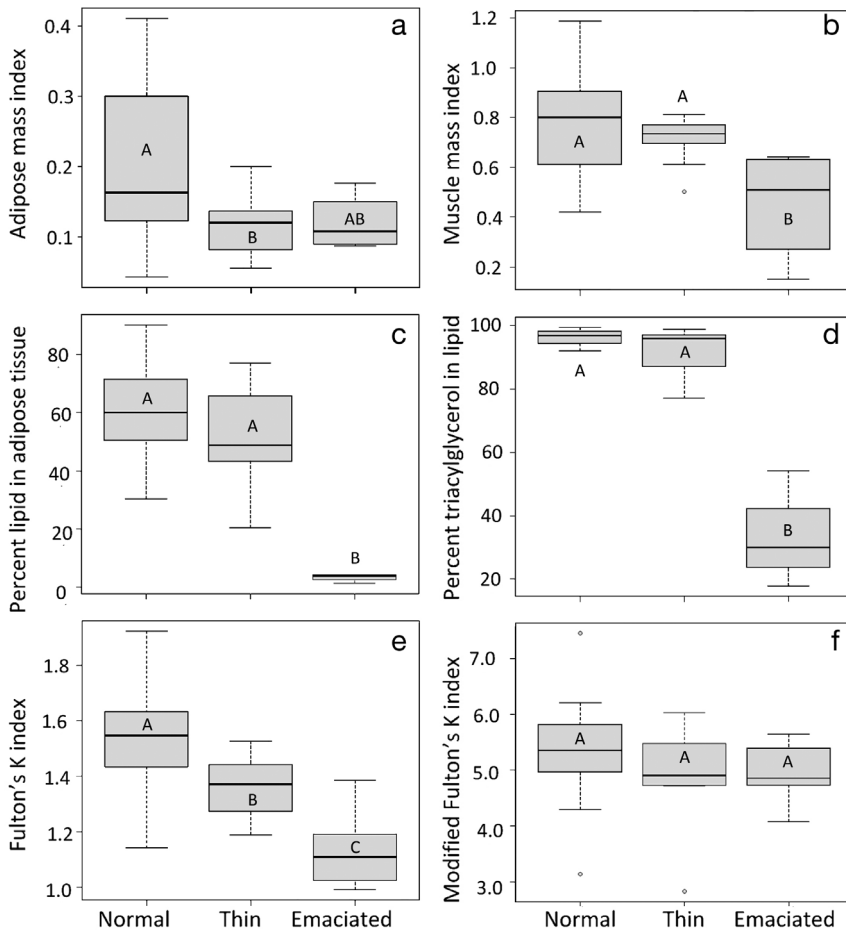 a
Adipose mass index
0.4
0.3
0.2
0.1
A
B
AB
b
Muscle mass index
1.2
1.0
0.8
0.6
0.4
0.2
A
A
B
c
Percent lipid in adipose tissue
80
60
40
20
0
A
A
B
d
Percent triacylglycerol in lipid
100
80
60
40
20
A
A
B
e
Fulton's K index
1.8
1.6
1.4
1.2
1.0
A
B
C
Normal Thin Emaciated
f
Modified Fulton's K index
7.0
6.0
5.0
4.0
3.0
A
A
A
Normal Thin Emaciated